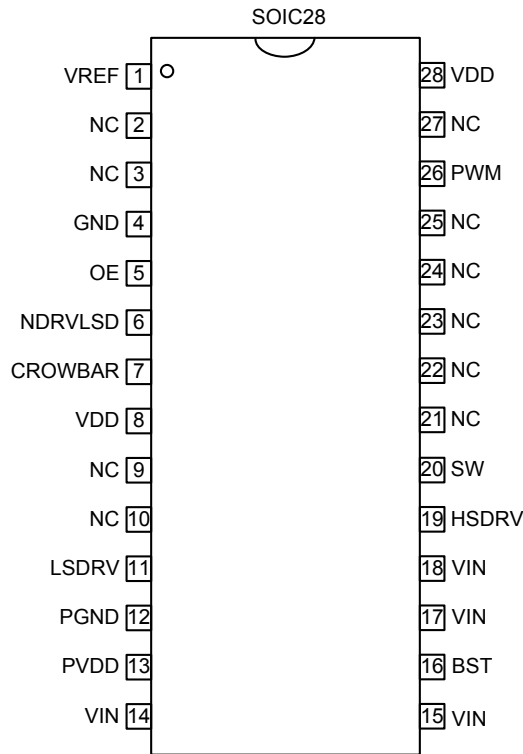 SOIC28
VREF 1 28 VDD
NC 2 27 NC
NC 3 26 PWM
GND 4 25 NC
OE 5 24 NC
NDRVLSD 6 23 NC
CROWBAR 7 22 NC
VDD 8 21 NC
NC 9 20 SW
NC 10 19 HSDRV
LSDRV 11 18 VIN
PGND 12 17 VIN
PVDD 13 16 BST
VIN 14 15 VIN